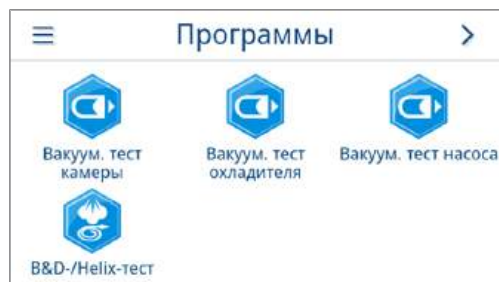 Программы
Вакуум. тест
камеры
Вакуум. тест
охладителя
Вакуум. тест насоса
B&D-/Helix-тест